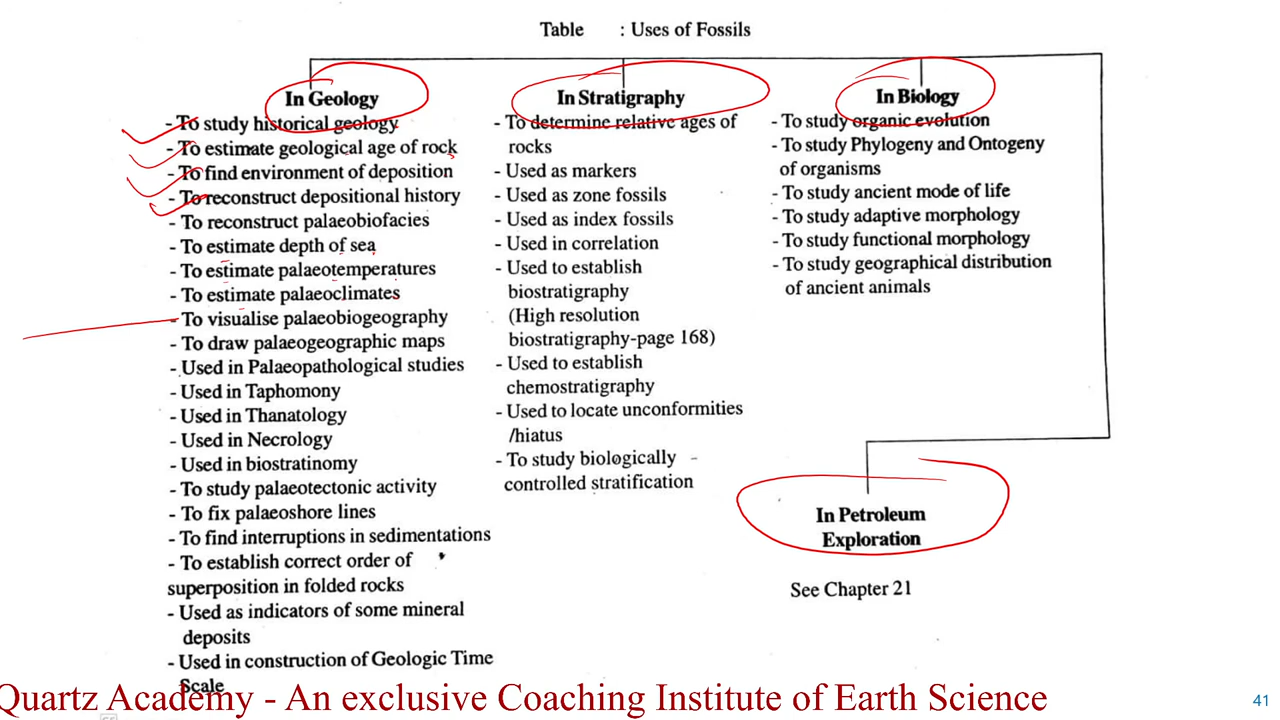 Table : Uses of Fossils
In Geology
- To study historical geology
- To estimate geological age of rock
- To find environment of deposition
- To reconstruct depositional history
- To reconstruct palaeobiofacies
- To estimate depth of sea
- To estimate palaeotemperatures
- To estimate palaeoclimates
- To visualise palaeobiogeography
- To draw palaeogeographic maps
- Used in Palaeopathological studies
- Used in Taphomony
- Used in Thanatology
- Used in Necrology
- Used in biostratinomy
- To study palaeotectonic activity
- To fix palaeoshore lines
- To find interruptions in sedimentations
- To establish correct order of
superposition in folded rocks
- Used as indicators of some mineral
deposits
- Used in construction of Geologic Time
Scale
In Stratigraphy
- To determine relative ages of
rocks
- Used as markers
- Used as zone fossils
- Used as index fossils
- Used in correlation
- Used to establish
biostratigraphy
(High resolution
biostratigraphy-page 168)
- Used to establish
chemostratigraphy
- Used to locate unconformities
/hiatus
- To study biologically
controlled stratification
In Biology
- To study organic evolution
- To study Phylogeny and Ontogeny
of organisms
- To study ancient mode of life
- To study adaptive morphology
- To study functional morphology
- To study geographical distribution
of ancient animals
In Petroleum
Exploration
See Chapter 21
Quartz Academy - An exclusive Coaching Institute of Earth Science
41